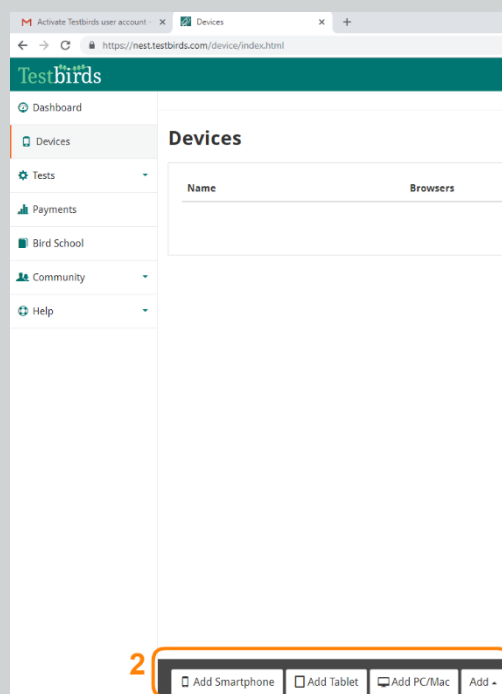 Activate Testbirds user account -
Devices
https://nest.testbirds.com/device/index.html
Testbirds
Dashboard
Devices
Tests
Payments
Bird School
Community
Help
Devices
Name Browsers
2
Add Smartphone Add Tablet Add PC/Mac Add